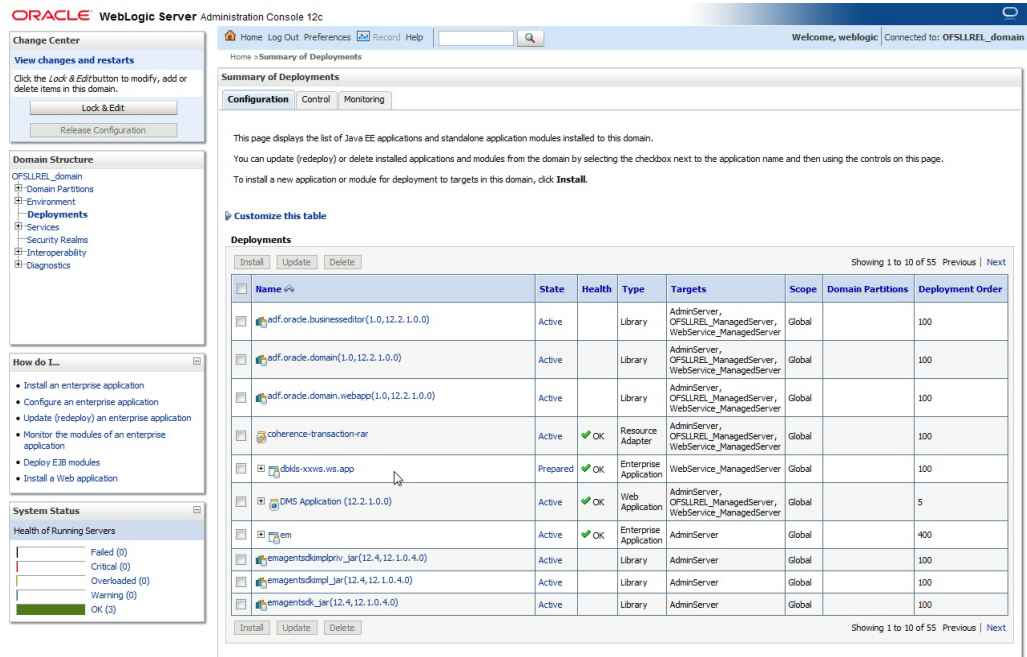 ORACLE WebLogic Server Administration Console 12c
Change Center
View changes and restarts
Click the Lock & Edit button to modify, add or
delete items in this domain.
Lock & Edit
Release Configuration
Domain Structure
OFSLLREL_domain
Domain Partitions
Environment
Deployments
Services
Security Realms
Interoperability
Diagnostics
How do I...
Install an enterprise application
Configure an enterprise application
Update (redeploy) an enterprise application
Monitor the modules of an enterprise
application
Deploy EJB modules
Install a Web application
System Status
Health of Running Servers
Failed (0)
Critical (0)
Overloaded (0)
Warning (0)
OK (3)
Home Log Out Preferences Record Help
Welcome, weblogic Connected to: OFSLLREL_domain
Home >Summary of Deployments
Summary of Deployments
Configuration Control Monitoring
This page displays the list of Java EE applications and standalone application modules installed to this domain.
You can update (redeploy) or delete installed applications and modules from the domain by selecting the checkbox next to the application name and then using the controls on this page.
To install a new application or module for deployment to targets in this domain, click Install.
Customize this table
Deployments
Install Update Delete Showing 1 to 10 of 55 Previous | Next
Name State Health Type Targets Scope Domain Partitions Deployment Order
adf.oracle.businesseditor(1.0,12.2.1.0.0) Active Library AdminServer, OFSLLREL_ManagedServer, WebService_ManagedServer Global 100
adf.oracle.domain(1.0,12.2.1.0.0) Active Library AdminServer, OFSLLREL_ManagedServer, WebService_ManagedServer Global 100
adf.oracle.domain.webapp(1.0,12.2.1.0.0) Active Library AdminServer, OFSLLREL_ManagedServer, WebService_ManagedServer Global 100
coherence-transaction-rar Active OK Resource Adapter AdminServer, OFSLLREL_ManagedServer, WebService_ManagedServer Global 100
dbkls-xxws.ws.app Prepared OK Enterprise Application WebService_ManagedServer Global 100
DMS Application (12.2.1.0.0) Active OK Web Application AdminServer, OFSLLREL_ManagedServer, WebService_ManagedServer Global 5
em Active OK Enterprise Application AdminServer Global 400
emagentsdkimplpriv_jar(12.4,12.1.0.4.0) Active Library AdminServer Global 100
emagentsdkimpl_jar(12.4,12.1.0.4.0) Active Library AdminServer Global 100
emagentsdk_jar(12.4,12.1.0.4.0) Active Library AdminServer Global 100
Install Update Delete Showing 1 to 10 of 55 Previous | Next